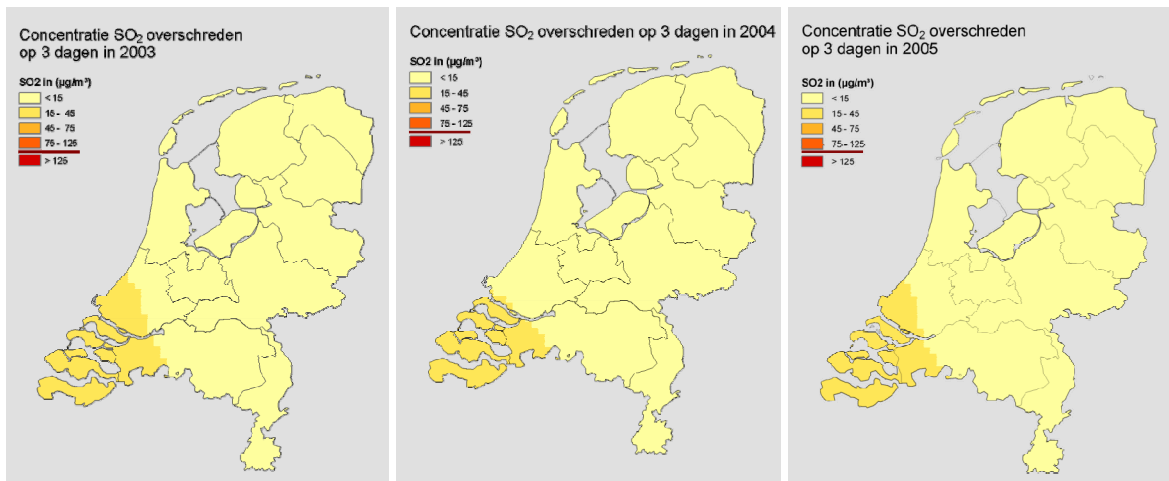 Concentratie SO₂ overschreden
op 3 dagen in 2003
SO2 in (µg/m³)
< 15
15 - 45
45 - 75
75 - 125
> 125
Concentratie SO₂ overschreden op 3 dagen in 2004
SO2 in (µg/m³)
< 15
15 - 45
45 - 75
75 - 125
> 125
Concentratie SO₂ overschreden
op 3 dagen in 2005
SO2 in (µg/m³)
< 15
15 - 45
45 - 75
75 - 125
> 125